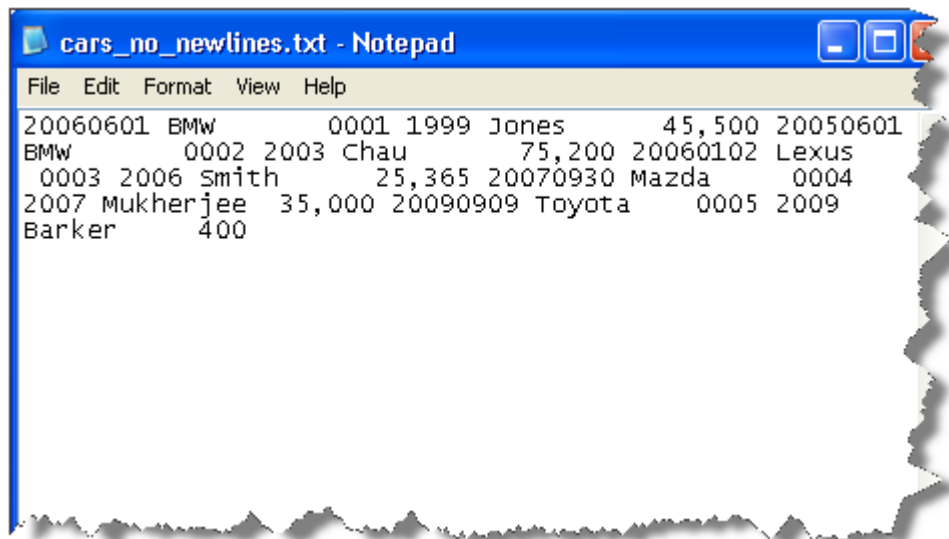 cars_no_newlines.txt - Notepad
File Edit Format View Help
20060601 BMW 0001 1999 Jones 45,500 20050601
BMW 0002 2003 Chau 75,200 20060102 Lexus
0003 2006 Smith 25,365 20070930 Mazda 0004
2007 Mukherjee 35,000 20090909 Toyota 0005 2009
Barker 400